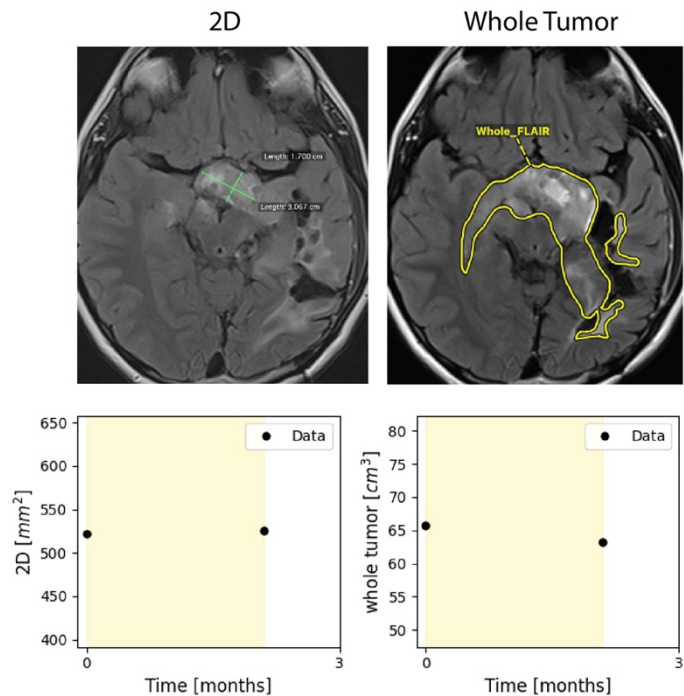 2D
Whole Tumor
Length: 1.700 cm
Length: 3.067 cm
Whole_FLAIR
650
600
550
500
450
400
2D [mm²]
Data
0
3
Time [months]
80
75
70
65
60
55
50
whole tumor [cm³]
Data
0
3
Time [months]